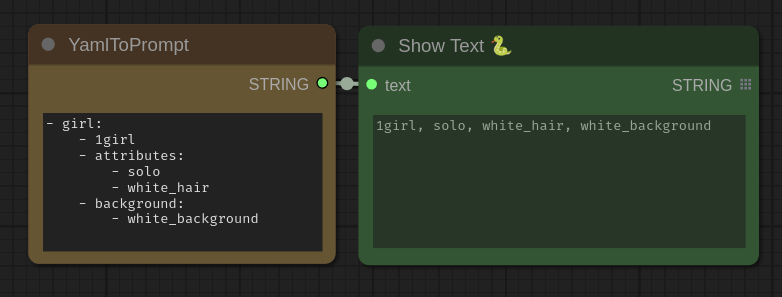 YamlToPrompt
STRING
- girl:
    - 1girl
    - attributes:
        - solo
        - white_hair
    - background:
        - white_background
Show Text 🐍
text
STRING
1girl, solo, white_hair, white_background